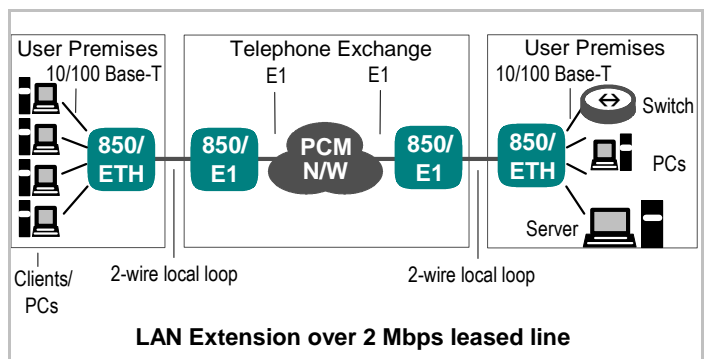 User Premises
10/100 Base-T
850/
ETH
Clients/
PCs
2-wire local loop
Telephone Exchange
E1
E1
850/
E1
PCM
N/W
850/
E1
2-wire local loop
User Premises
10/100 Base-T
850/
ETH
Switch
PCs
Server
LAN Extension over 2 Mbps leased line